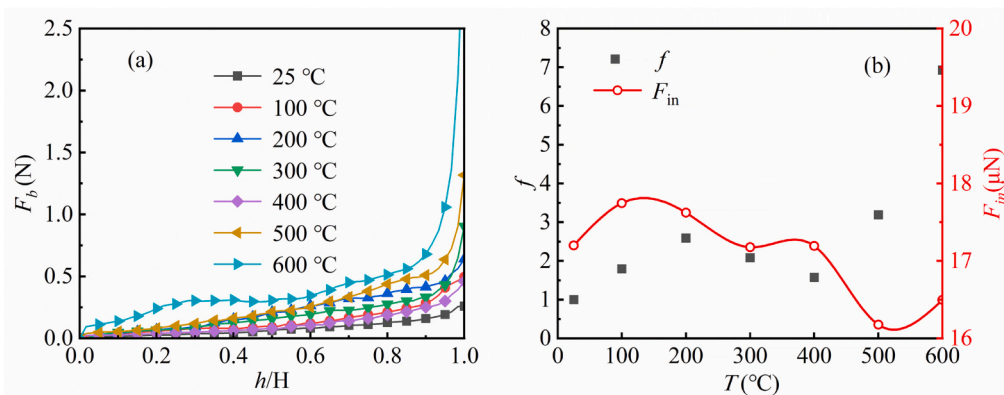 (a)
25 °C
100 °C
200 °C
300 °C
400 °C
500 °C
600 °C
2.5
2.0
1.5
1.0
0.5
0.0
F_b (N)
0.0 0.2 0.4 0.6 0.8 1.0
h/H
(b)
f
F_in
8
7
6
5
4
3
2
1
0
f
0 100 200 300 400 500 600
T (°C)
20
19
18
17
16
F_in(μN)